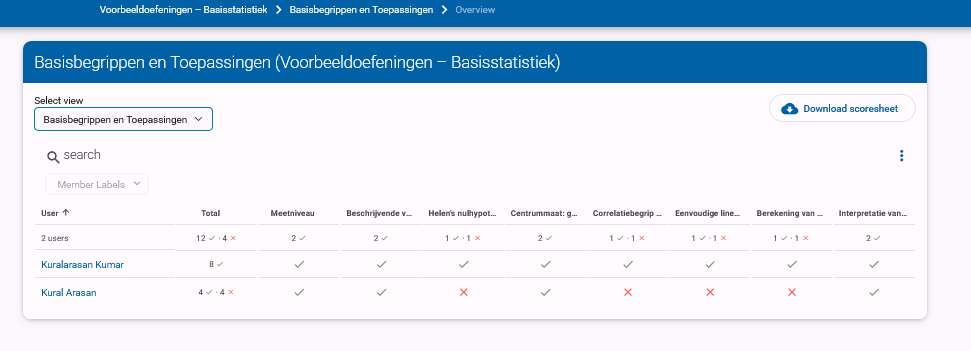 Voorbeeldoefeningen – Basisstatistiek > Basisbegrippen en Toepassingen > Overview
Basisbegrippen en Toepassingen (Voorbeeldoefeningen – Basisstatistiek)
Select view
Basisbegrippen en Toepassingen
Download scoresheet
search
Member Labels
User ↑ Total Meetniveau Beschrijvende v... Helen's nulhypot... Centrummaat: g... Correlatiebegrip ... Eenvoudige line... Berekening van ... Interpretatie van...
2 users 12 ✓ · 4 × 2 ✓ 2 ✓ 1 ✓ · 1 × 2 ✓ 1 ✓ · 1 × 1 ✓ · 1 × 1 ✓ · 1 × 2 ✓
Kuralarasan Kumar 8 ✓ ✓ ✓ ✓ ✓ ✓ ✓ ✓ ✓
Kural Arasan 4 ✓ · 4 × ✓ ✓ × ✓ × × × ✓